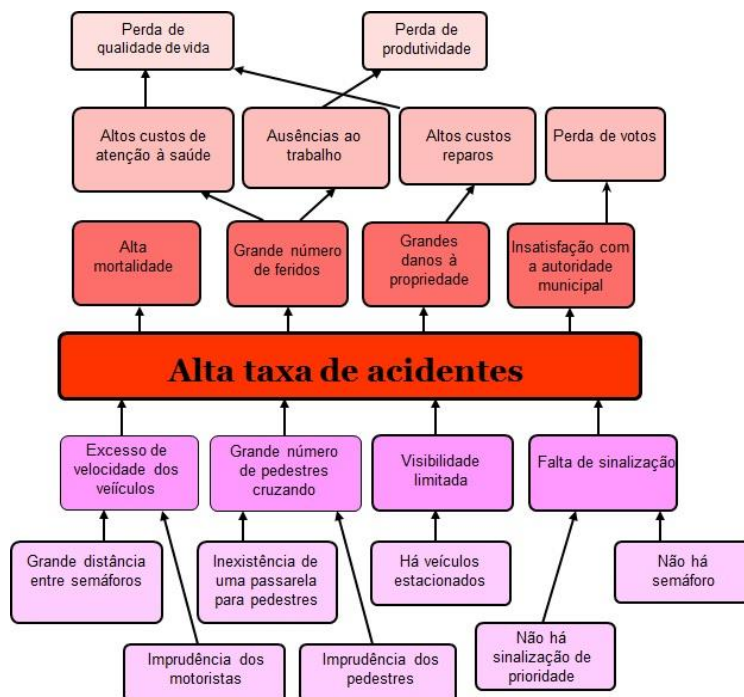 Perda de
qualidade de vida
Perda de
produtividade
Altos custos de
atenção à saúde
Ausências ao
trabalho
Altos custos
reparos
Perda de votos
Alta
mortalidade
Grande número
de feridos
Grandes
danos à
propriedade
Insatisfação com
a autoridade
municipal
Alta taxa de acidentes
Excesso de
velocidade dos
veiículos
Grande número
de pedestres
cruzando
Visibilidade
limitada
Falta de sinalização
Grande distância
entre semáforos
Inexistência de
uma passarela
para pedestres
Há veículos
estacionados
Não há
semáforo
Imprudência dos
motoristas
Imprudência dos
pedestres
Não há
sinalização de
prioridade